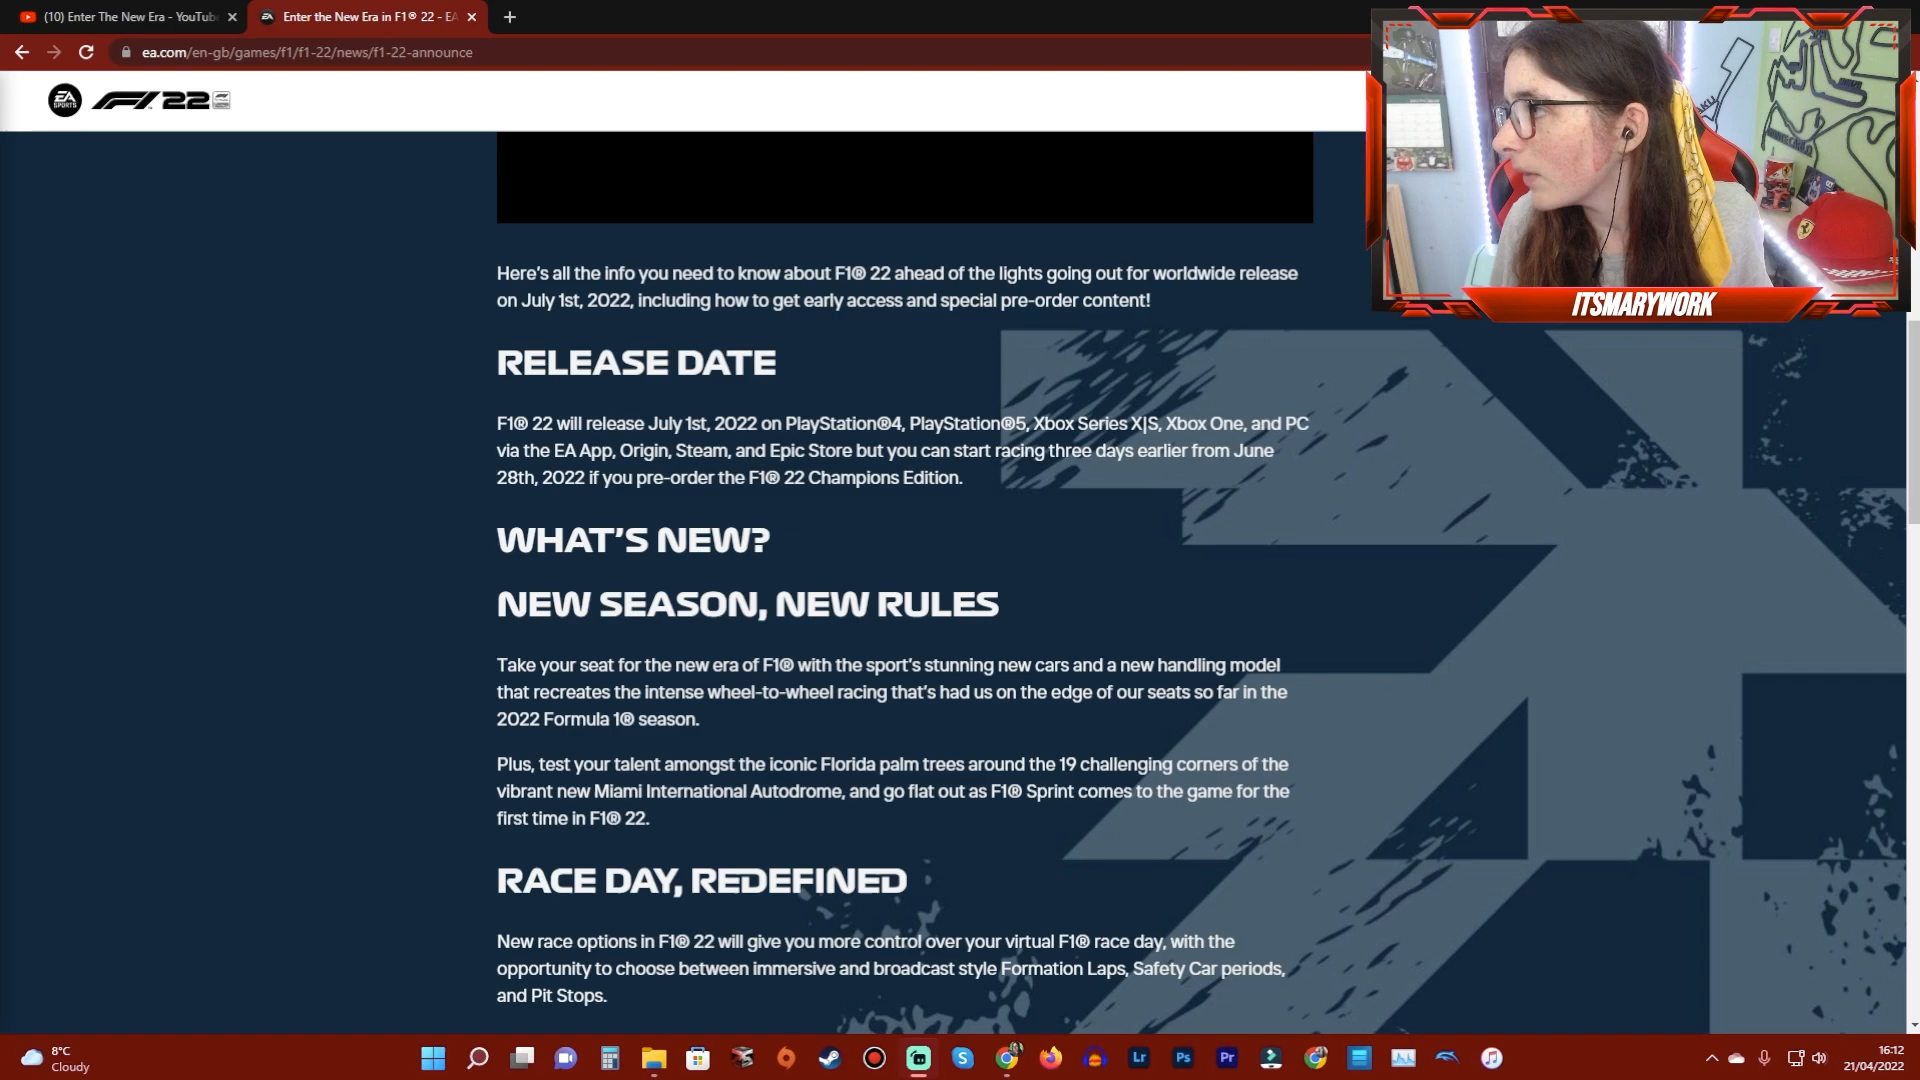 (10) Enter The New Era - YouTub
Enter the New Era in F1® 22 - EA
ea.com/en-gb/games/f1/f1-22/news/f1-22-announce
EA SPORTS F1 22
ITSMARYWORK
Here's all the info you need to know about F1® 22 ahead of the lights going out for worldwide release
on July 1st, 2022, including how to get early access and special pre-order content!
RELEASE DATE
F1® 22 will release July 1st, 2022 on PlayStation®4, PlayStation®5, Xbox Series X|S, Xbox One, and PC
via the EA App, Origin, Steam, and Epic Store but you can start racing three days earlier from June
28th, 2022 if you pre-order the F1® 22 Champions Edition.
WHAT'S NEW?
NEW SEASON, NEW RULES
Take your seat for the new era of F1® with the sport's stunning new cars and a new handling model
that recreates the intense wheel-to-wheel racing that's had us on the edge of our seats so far in the
2022 Formula 1® season.
Plus, test your talent amongst the iconic Florida palm trees around the 19 challenging corners of the
vibrant new Miami International Autodrome, and go flat out as F1® Sprint comes to the game for the
first time in F1® 22.
RACE DAY, REDEFINED
New race options in F1® 22 will give you more control over your virtual F1® race day, with the
opportunity to choose between immersive and broadcast style Formation Laps, Safety Car periods,
and Pit Stops.
8°C
Cloudy
S
Lr
Ps
Pr
16:12
21/04/2022